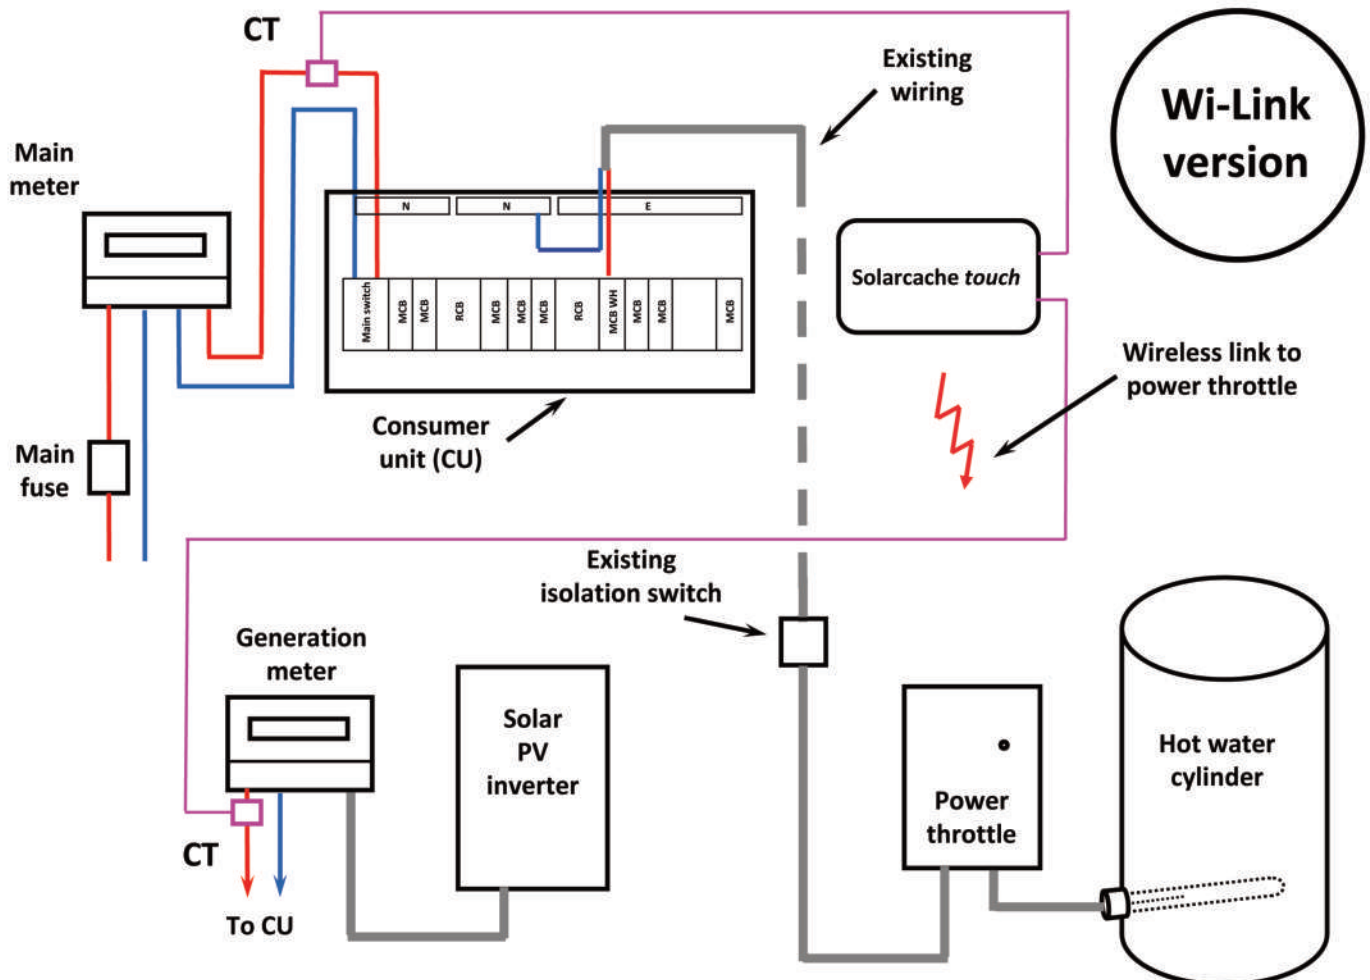 CT
Existing
wiring
Wi-Link
version
Main
meter
N
N
E
Solarcache touch
Main switch
MCB
MCB
RCB
MCB
MCB
MCB
RCB
MCB WH
MCB
MCB
MCB
Wireless link to
power throttle
Consumer
unit (CU)
Main
fuse
Existing
isolation switch
Generation
meter
Solar
PV
inverter
Hot water
cylinder
Power
throttle
CT
To CU